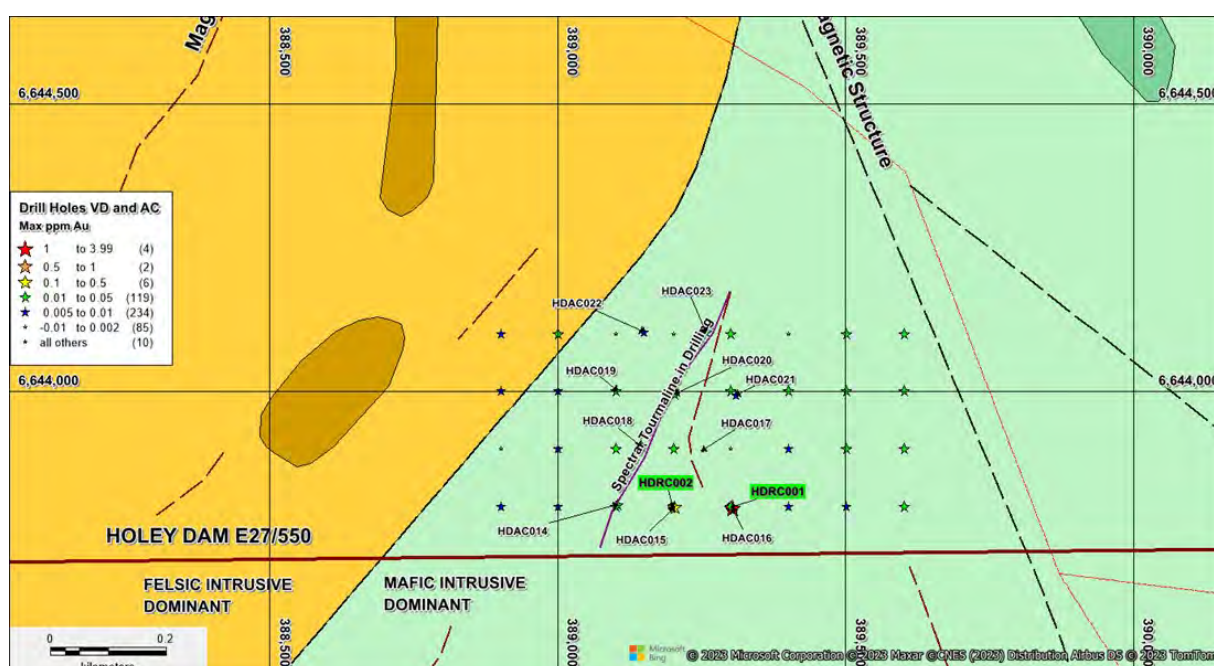 Mag
388,500
389,000
389,500
390,000
Magnetic Structure
6,644,500
6,644,500
Drill Holes VD and AC
Max ppm Au
1 to 3.99 (4)
0.5 to 1 (2)
0.1 to 0.5 (6)
0.01 to 0.05 (119)
0.005 to 0.01 (234)
-0.01 to 0.002 (85)
all others (10)
HDAC022
HDAC023
Spectral Tourmaline in Drilling
HDAC019
HDAC020
HDAC021
6,644,000
6,644,000
HDAC018
HDAC017
HDRC002
HDRC001
HDAC014
HDAC015
HDAC016
HOLEY DAM E27/550
FELSIC INTRUSIVE
DOMINANT
MAFIC INTRUSIVE
DOMINANT
0 0.2
kilometers
388,500
389,000
389,500
390,0
Microsoft
Bing
© 2023 Microsoft Corporation © 2023 Maxar ©CNES (2023) Distribution Airbus DS © 2023 TomTom